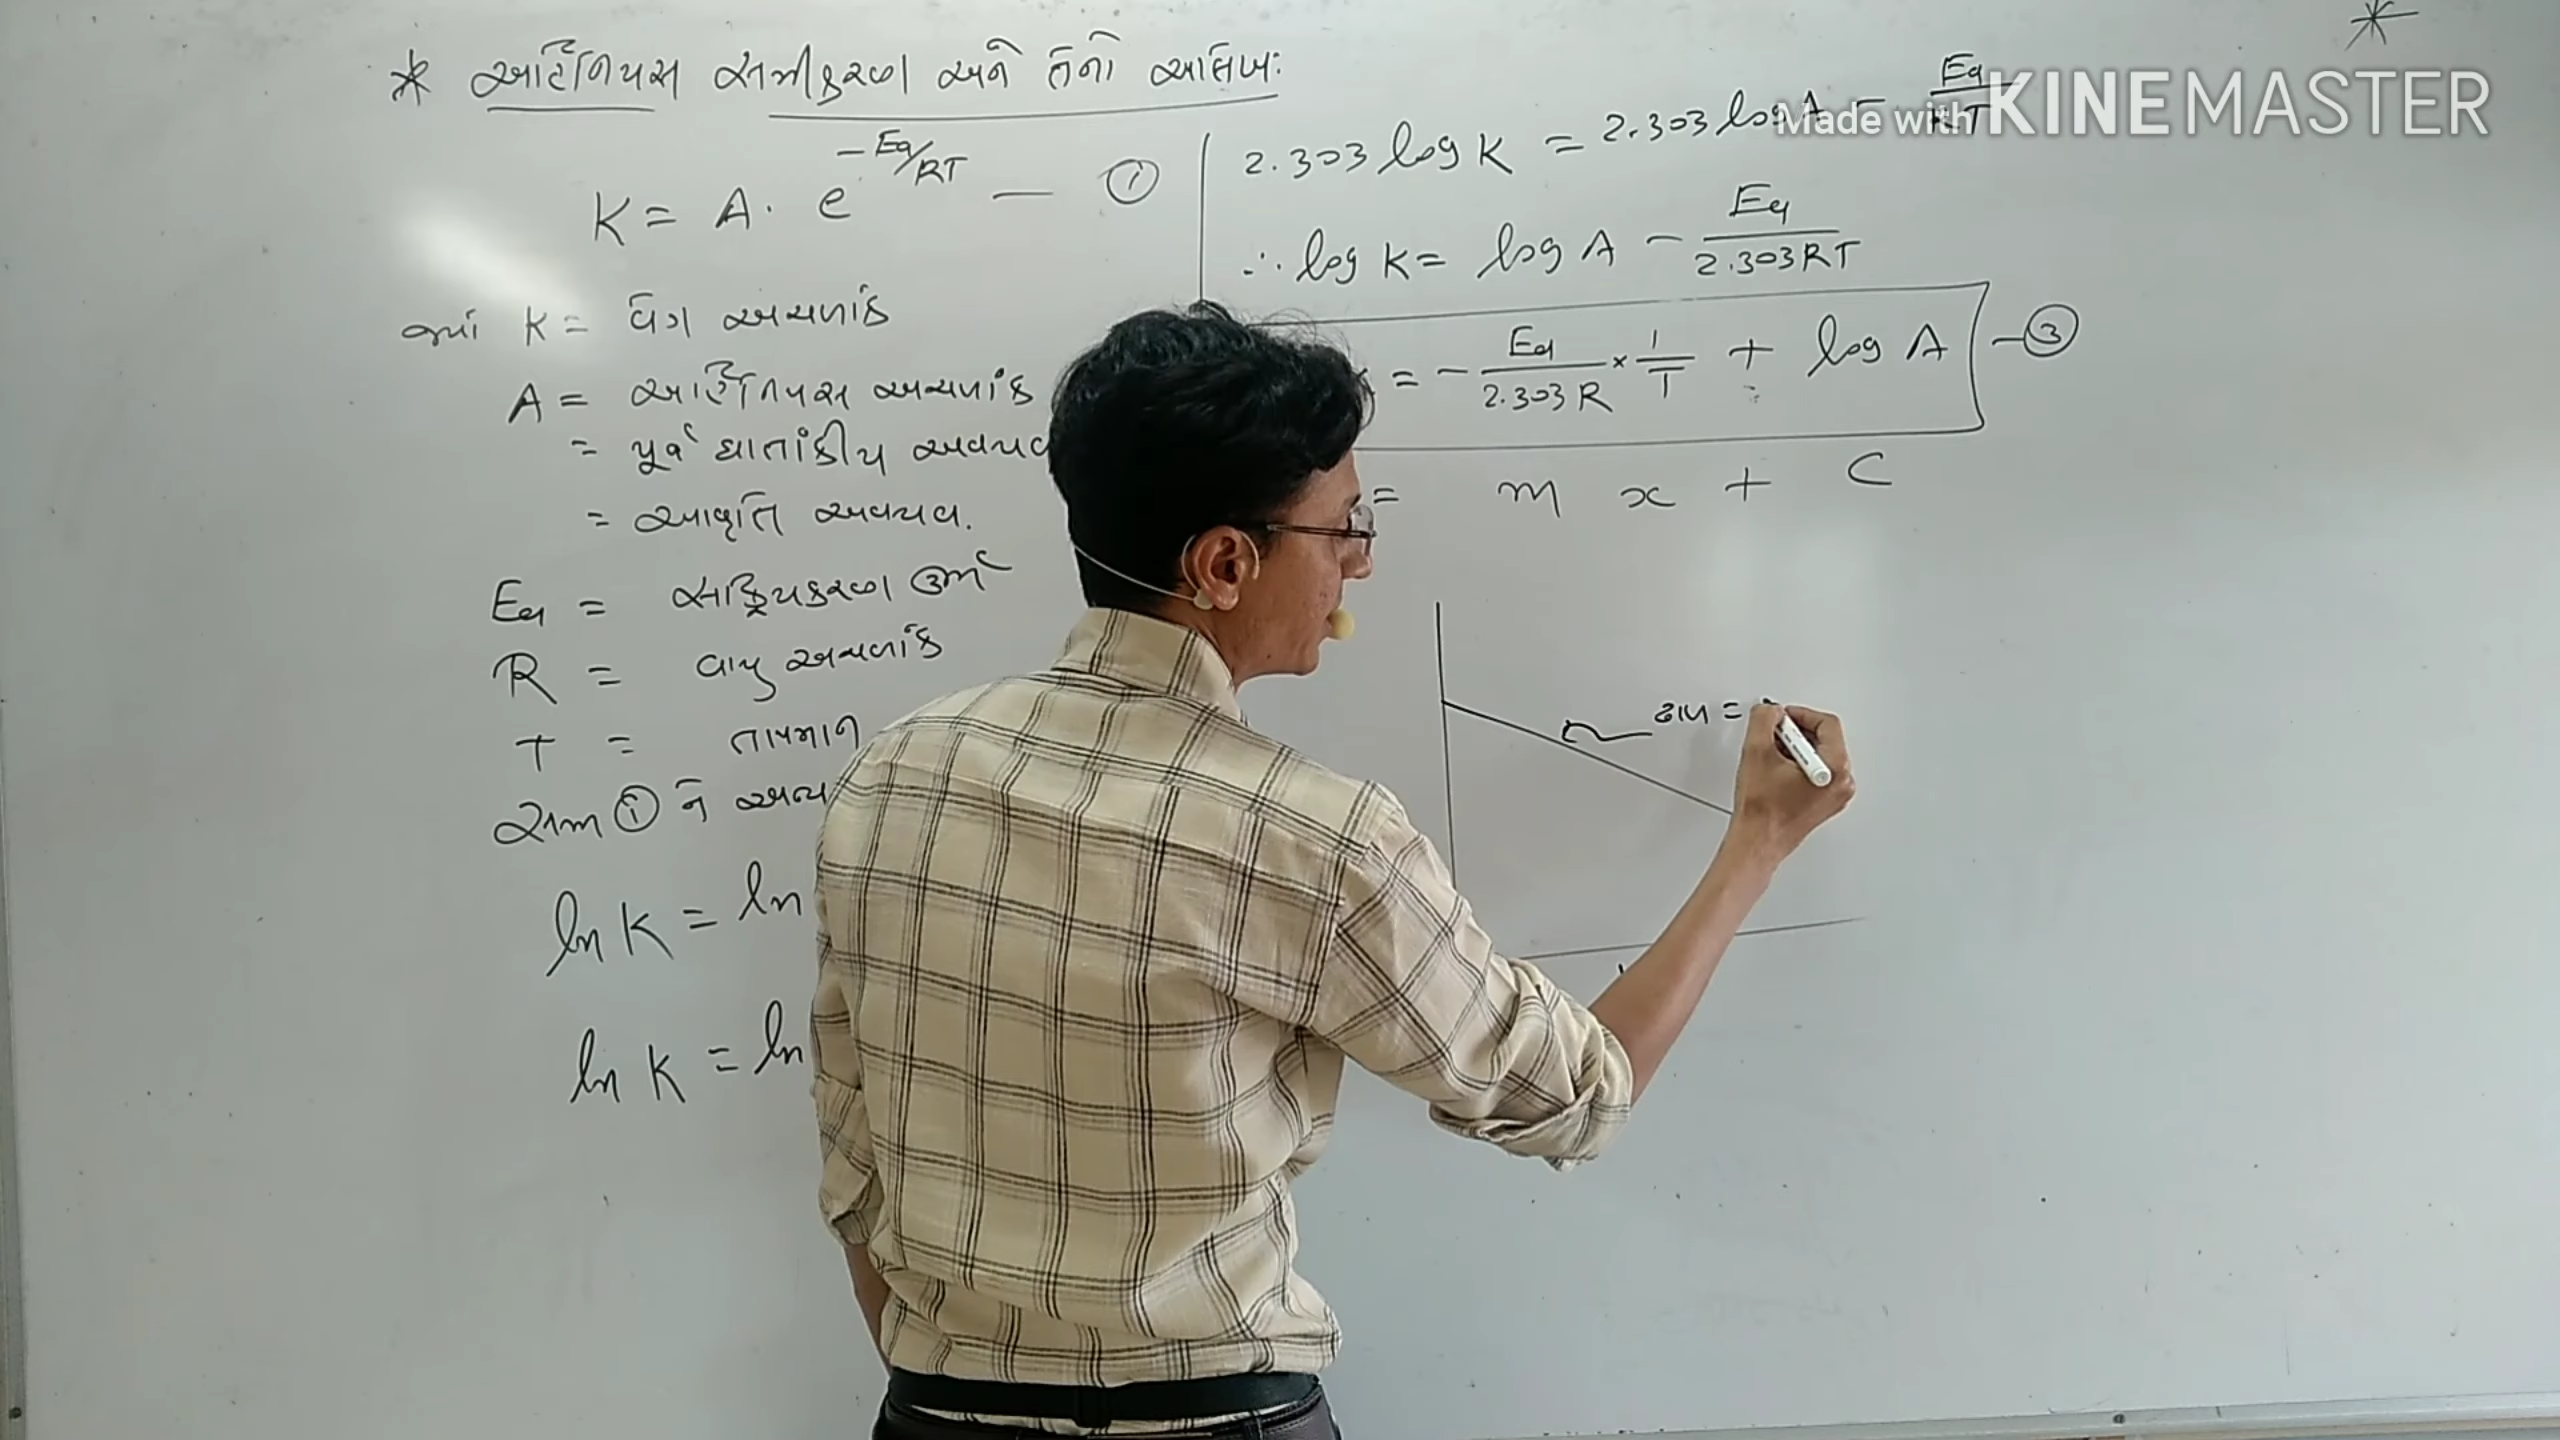 * આર્હેનિયસ સમીકરણ અને તેનો આલેખ:
K = A · e^{-Ea/RT} — ①
જ્યાં K = વેગ અચળાંક
A = આર્હેનિયસ અચળાંક
= પૂર્વ ઘાતાંકીય અવયવ
= આવૃત્તિ અવયવ.
Ea = સક્રિયકરણ ઊર્જા
R = વાયુ અચળાંક
T = તાપમાન
સમી ① ને
ln K = ln
ln K = ln
*
2.303 log K = 2.303 log A - Ea/RT
∴ log K = log A - Ea/2.303RT
= - Ea/2.303R × 1/T + log A — ③
= m x + C
ઢાળ =
Made with KINEMASTER